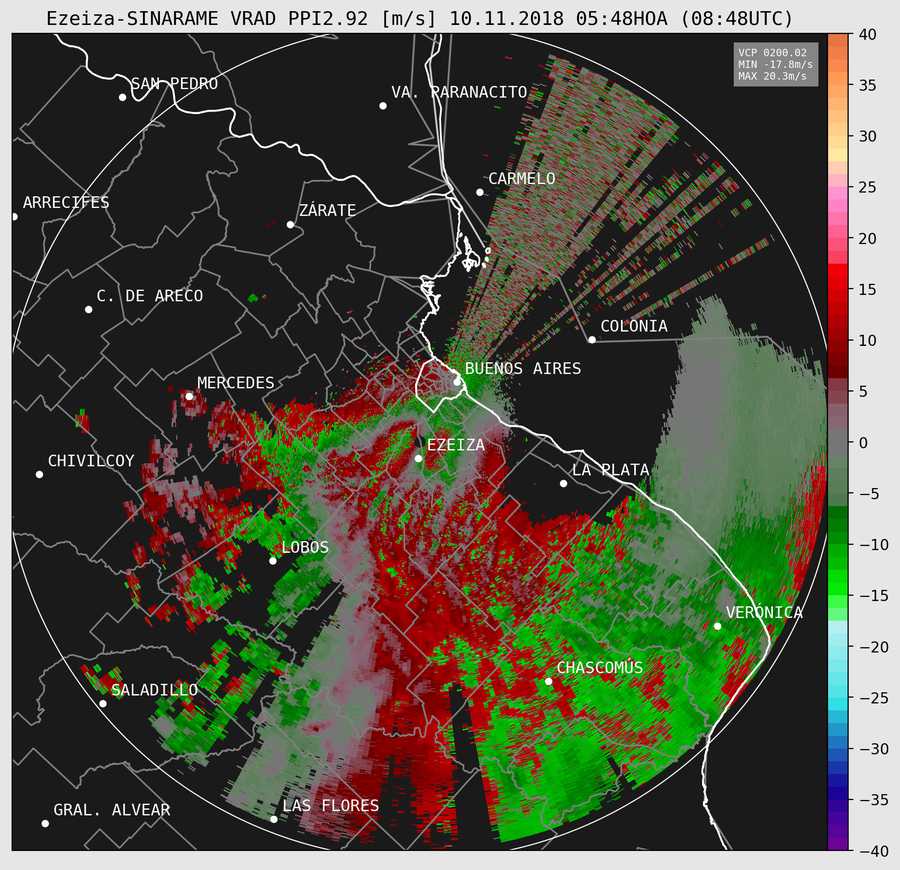 Ezeiza-SINARAME VRAD PPI2.92 [m/s] 10.11.2018 05:48HOA (08:48UTC)
VCP 0200.02
MIN -17.8m/s
MAX 20.3m/s
SAN PEDRO
VA. PARANACITO
ARRECIFES
ZÁRATE
CARMELO
C. DE ARECO
COLONIA
MERCEDES
BUENOS AIRES
CHIVILCOY
EZEIZA
LA PLATA
LOBOS
VERÓNICA
CHASCOMÚS
SALADILLO
LAS FLORES
GRAL. ALVEAR
40
35
30
25
20
15
10
5
0
−5
−10
−15
−20
−25
−30
−35
−40